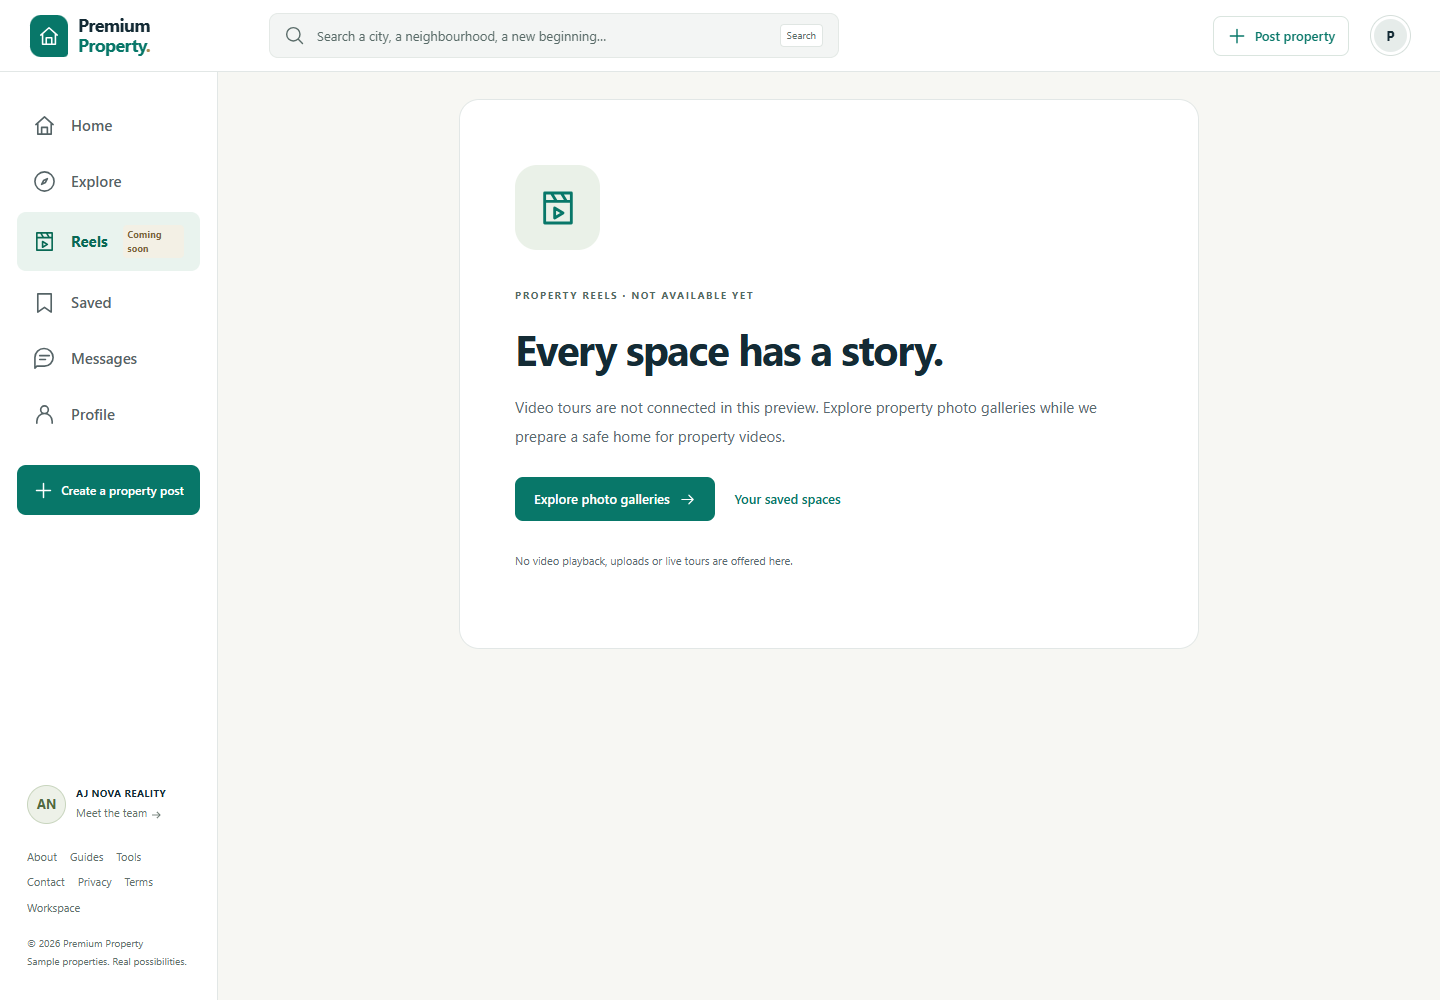 Premium
Property.
Search a city, a neighbourhood, a new beginning...
Search
Post property
P
Home
Explore
Reels
Coming
soon
Saved
Messages
Profile
Create a property post
PROPERTY REELS • NOT AVAILABLE YET
Every space has a story.
Video tours are not connected in this preview. Explore property photo galleries while we
prepare a safe home for property videos.
Explore photo galleries →
Your saved spaces
No video playback, uploads or live tours are offered here.
AN
AJ NOVA REALITY
Meet the team →
About Guides Tools
Contact Privacy Terms
Workspace
© 2026 Premium Property
Sample properties. Real possibilities.